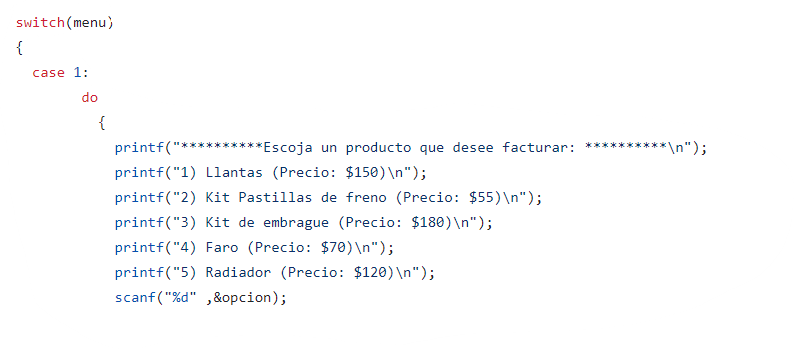 switch(menu)
{
case 1:
do
{
printf("**********Escoja un producto que desee facturar: **********\n");
printf("1) Llantas (Precio: $150)\n");
printf("2) Kit Pastillas de freno (Precio: $55)\n");
printf("3) Kit de embrague (Precio: $180)\n");
printf("4) Faro (Precio: $70)\n");
printf("5) Radiador (Precio: $120)\n");
scanf("%d" ,&opcion);